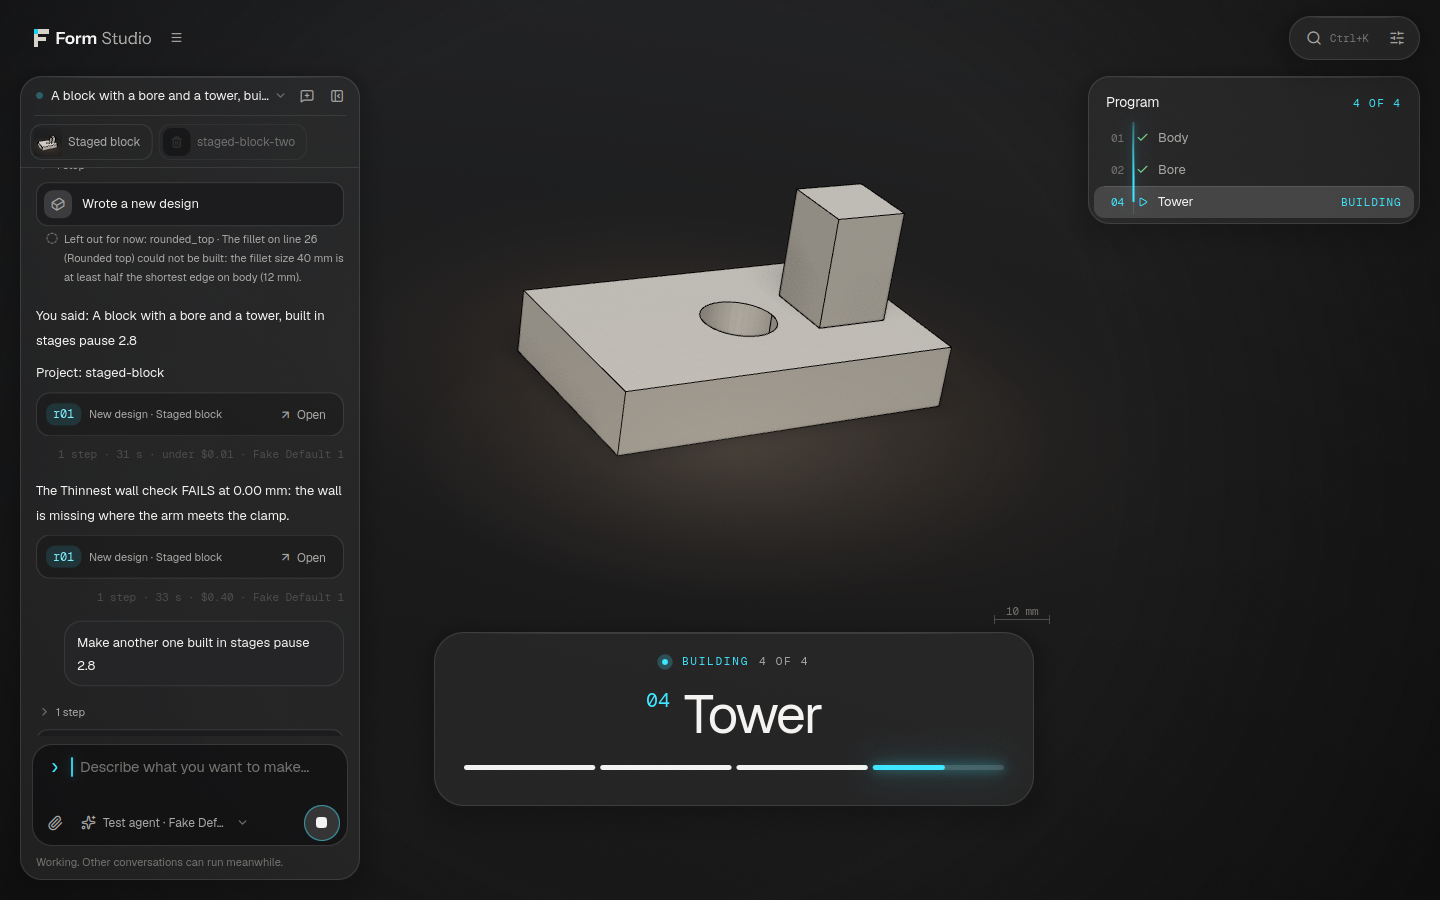 Form Studio
Ctrl+K
A block with a bore and a tower, bui...
Staged block
staged-block-two
Wrote a new design
Left out for now: rounded_top · The fillet on line 26
(Rounded top) could not be built: the fillet size 40 mm is
at least half the shortest edge on body (12 mm).
You said: A block with a bore and a tower, built in
stages pause 2.8
Project: staged-block
r01 New design · Staged block Open
1 step · 31 s · under $0.01 · Fake Default 1
The Thinnest wall check FAILS at 0.00 mm: the wall
is missing where the arm meets the clamp.
r01 New design · Staged block Open
1 step · 33 s · $0.40 · Fake Default 1
Make another one built in stages pause
2.8
1 step
Describe what you want to make...
Test agent · Fake Def...
Working. Other conversations can run meanwhile.
10 mm
BUILDING 4 OF 4
04 Tower
Program 4 OF 4
01 Body
02 Bore
04 Tower BUILDING